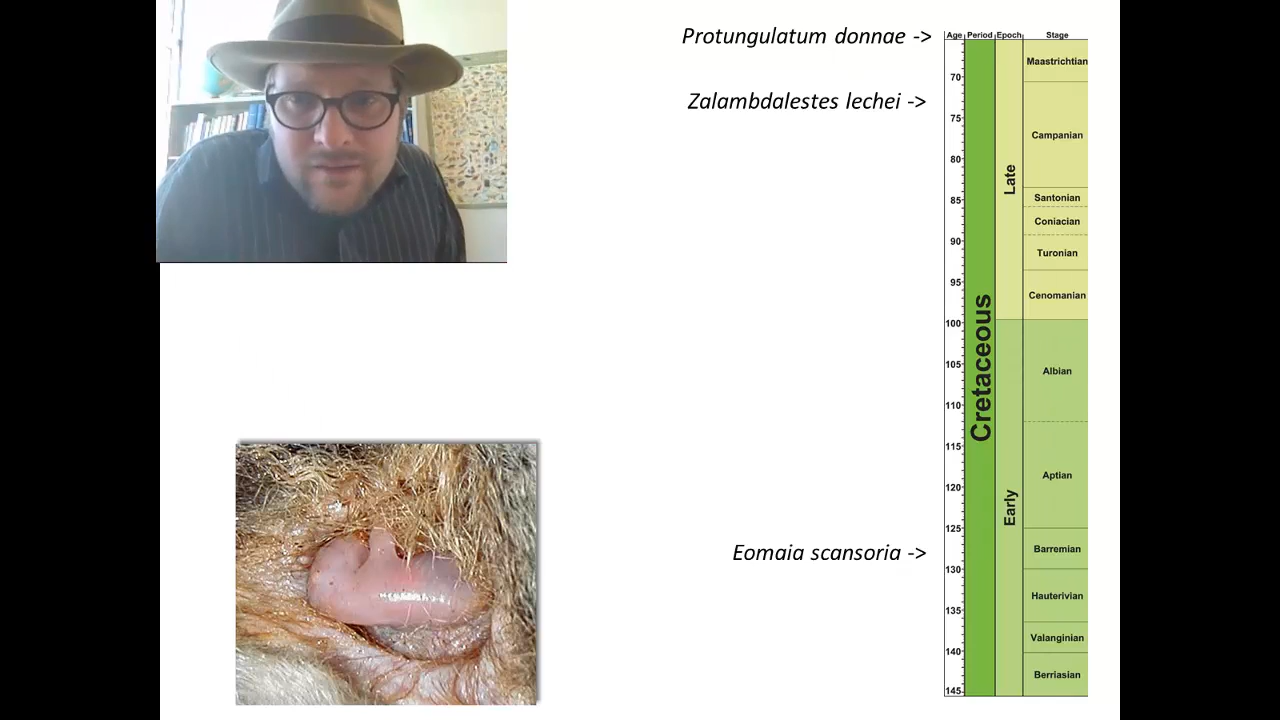 Protungulatum donnae ->
Zalambdalestes lechei ->
Eomaia scansoria ->
Age Period Epoch Stage
70
75
80
85
90
95
100
105
110
115
120
125
130
135
140
145
Cretaceous
Late
Early
Maastrichtian
Campanian
Santonian
Coniacian
Turonian
Cenomanian
Albian
Aptian
Barremian
Hauterivian
Valanginian
Berriasian